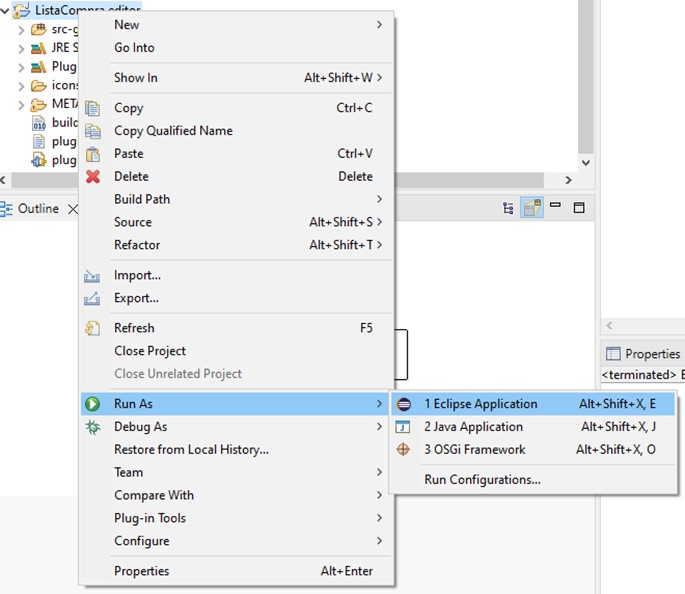 ListaCompra.editor
src-g
JRE S
Plug
icons
META
build
plug
plug
Outline
New
Go Into
Show In Alt+Shift+W
Copy Ctrl+C
Copy Qualified Name
Paste Ctrl+V
Delete Delete
Build Path
Source Alt+Shift+S
Refactor Alt+Shift+T
Import...
Export...
Refresh F5
Close Project
Close Unrelated Project
Run As
Debug As
Restore from Local History...
Team
Compare With
Plug-in Tools
Configure
Properties Alt+Enter
1 Eclipse Application Alt+Shift+X, E
2 Java Application Alt+Shift+X, J
3 OSGi Framework Alt+Shift+X, O
Run Configurations...
Properties
<terminated> E